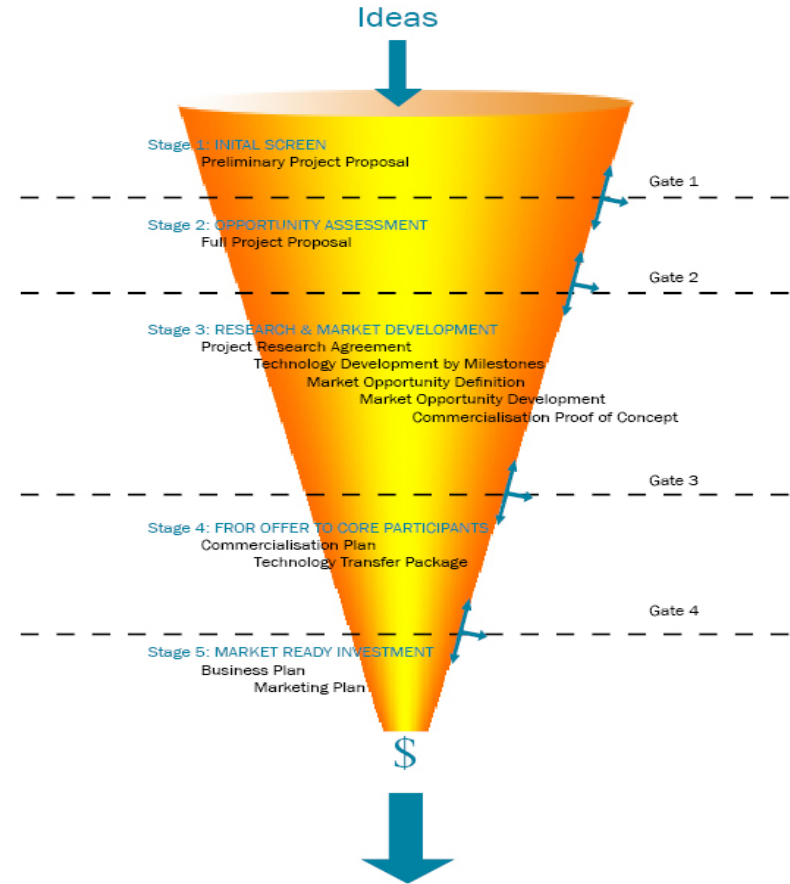 Ideas
Stage 1: INITAL SCREEN
Preliminary Project Proposal
Gate 1
Stage 2: OPPORTUNITY ASSESSMENT
Full Project Proposal
Gate 2
Stage 3: RESEARCH & MARKET DEVELOPMENT
Project Research Agreement
Technology Development by Milestones
Market Opportunity Definition
Market Opportunity Development
Commercialisation Proof of Concept
Gate 3
Stage 4: FROR OFFER TO CORE PARTICIPANTS
Commercialisation Plan
Technology Transfer Package
Gate 4
Stage 5: MARKET READY INVESTMENT
Business Plan
Marketing Plan
$